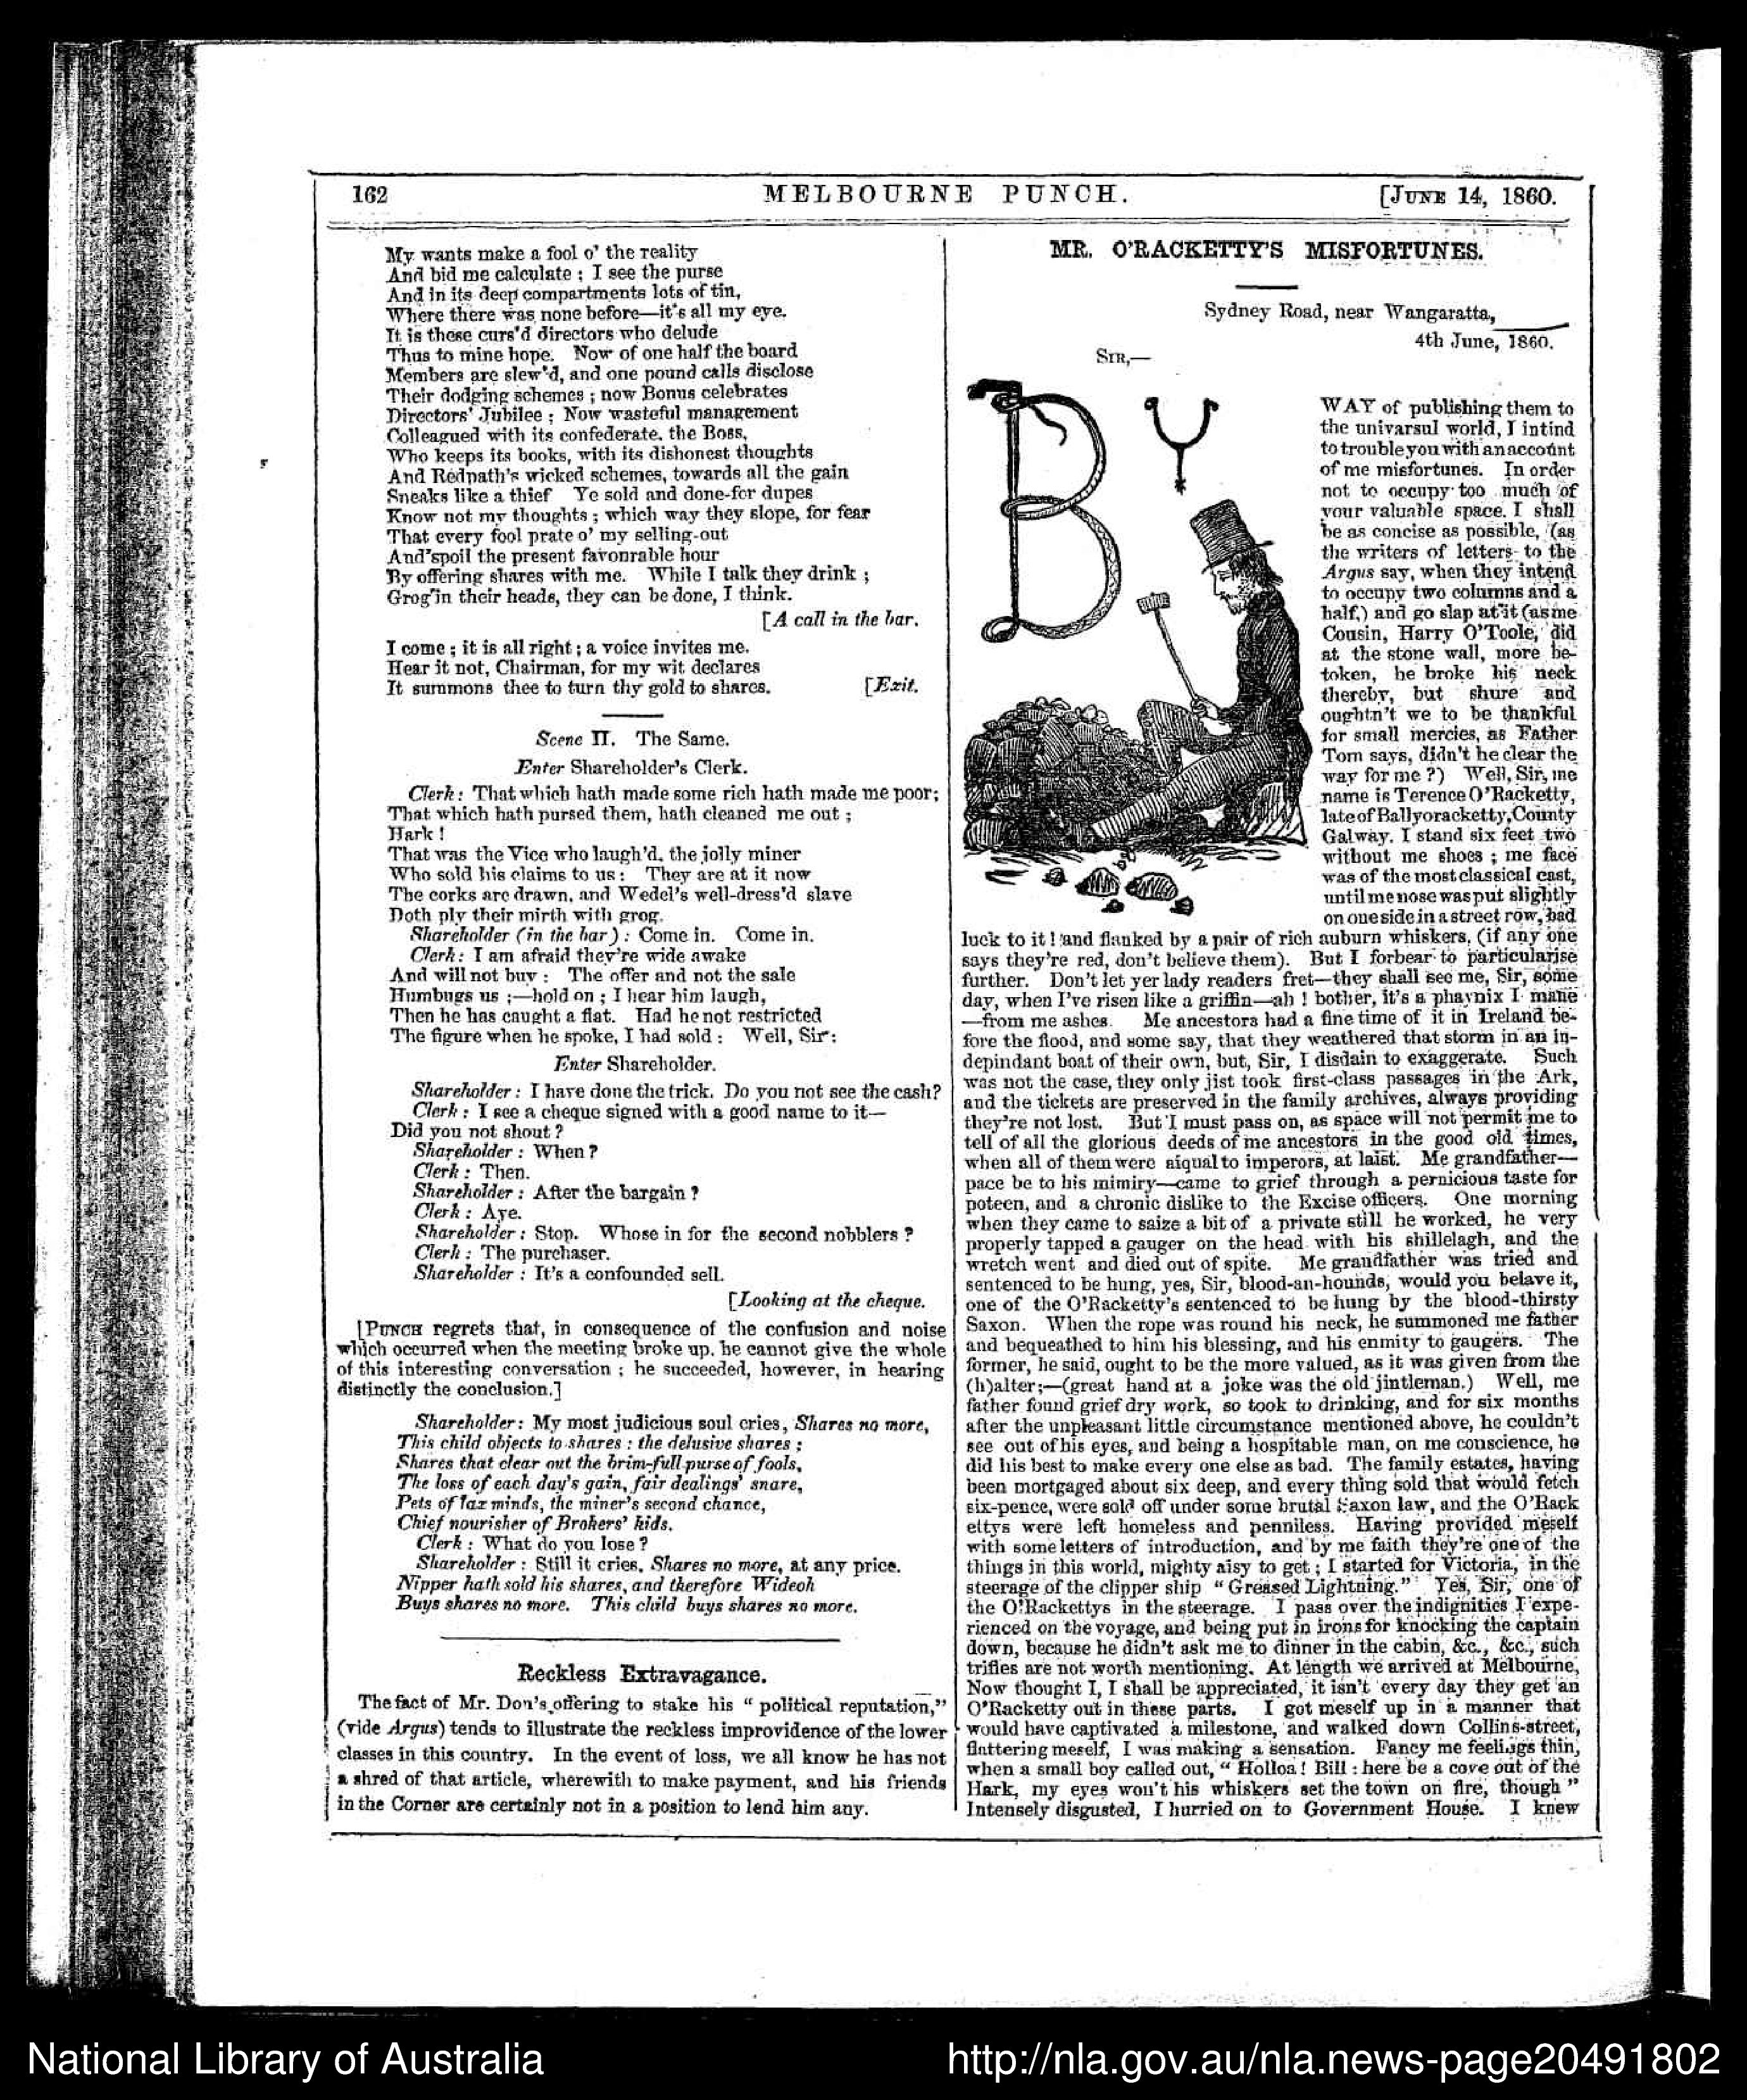 162
MELBOURNE PUNCH.
[JUNE 14, 1860.
My wants make a fool o' the reality
And bid me calculate ; I see the purse
And in its deep compartments lots of tin,
Where there was none before—it's all my eye.
It is these curs'd directors who delude
Thus to mine hope. Now of one half the board
Members are slew'd, and one pound calls disclose
Their dodging schemes ; now Bonus celebrates
Directors' Jubilee ; Now wasteful management
Colleagued with its confederate, the Boss,
Who keeps its books, with its dishonest thoughts
And Redpath's wicked schemes, towards all the gain
Sneaks like a thief Ye sold and done-for dupes
Know not my thoughts ; which way they slope, for fear
That every fool prate o' my selling-out
And spoil the present favonrable hour
By offering shares with me. While I talk they drink ;
Grog in their heads, they can be done, I think.
[A call in the bar.
I come ; it is all right ; a voice invites me.
Hear it not, Chairman, for my wit declares
It summons thee to turn thy gold to shares. [Exit.
Scene II. The Same.
Enter Shareholder's Clerk.
Clerk : That which hath made some rich hath made me poor;
That which hath pursed them, hath cleaned me out ;
Hark !
That was the Vice who laugh'd, the jolly miner
Who sold his claims to us : They are at it now
The corks are drawn, and Wedel's well-dress'd slave
Doth ply their mirth with grog.
Shareholder (in the bar) : Come in. Come in.
Clerk : I am afraid they're wide awake
And will not buy : The offer and not the sale
Humbugs us ;—hold on ; I hear him laugh,
Then he has caught a flat. Had he not restricted
The figure when he spoke, I had sold : Well, Sir :
Enter Shareholder.
Shareholder : I have done the trick. Do you not see the cash?
Clerk : I see a cheque signed with a good name to it—
Did you not shout ?
Shareholder : When ?
Clerk : Then.
Shareholder : After the bargain ?
Clerk : Aye.
Shareholder : Stop. Whose in for the second nobblers ?
Clerk : The purchaser.
Shareholder : It's a confounded sell.
[Looking at the cheque.
[PUNCH regrets that, in consequence of the confusion and noise
which occurred when the meeting broke up, he cannot give the whole
of this interesting conversation ; he succeeded, however, in hearing
distinctly the conclusion.]
Shareholder : My most judicious soul cries, Shares no more,
This child objects to shares : the delusive shares ;
Shares that clear out the brim-full purse of fools,
The loss of each day's gain, fair dealings' snare,
Pets of lax minds, the miner's second chance,
Chief nourisher of Brokers' kids.
Clerk : What do you lose ?
Shareholder : Still it cries, Shares no more, at any price.
Nipper hath sold his shares, and therefore Wideoh
Buys shares no more. This child buys shares no more.
Reckless Extravagance.
The fact of Mr. Don's offering to stake his " political reputation,"
(vide Argus) tends to illustrate the reckless improvidence of the lower
classes in this country. In the event of loss, we all know he has not
a shred of that article, wherewith to make payment, and his friends
in the Corner are certainly not in a position to lend him any.
MR. O'RACKETTY'S MISFORTUNES.
Sydney Road, near Wangaratta,
4th June, 1860.
SIR,—
BY
WAY of publishing them to
the univarsul world, I intind
to trouble you with an account
of me misfortunes. In order
not to occupy too much of
your valuable space, I shall
be as concise as possible, (as
the writers of letters to the
Argus say, when they intend
to occupy two columns and a
half,) and go slap at it (as me
Cousin, Harry O'Toole, did
at the stone wall, more be-
token, he broke his neck
thereby, but shure and
oughtn't we to be thankful
for small mercies, as Father
Tom says, didn't he clear the
way for me ?) Well, Sir, me
name is Terence O'Racketty,
late of Ballyoracketty, County
Galway. I stand six feet two
without me shoes ; me face
was of the most classical cast,
until me nose was put slightly
on one side in a street row, bad
luck to it ! and flanked by a pair of rich auburn whiskers, (if any one
says they're red, don't believe them). But I forbear to particularise
further. Don't let yer lady readers fret—they shall see me, Sir, some
day, when I've risen like a griffin—ah ! bother, it's a phaynix I mane
—from me ashes. Me ancestors had a fine time of it in Ireland be-
fore the flood, and some say, that they weathered that storm in an in-
depindant boat of their own, but, Sir, I disdain to exaggerate. Such
was not the case, they only jist took first-class passages in the Ark,
and the tickets are preserved in the family archives, always providing
they're not lost. But I must pass on, as space will not permit me to
tell of all the glorious deeds of me ancestors in the good old times,
when all of them were aiqual to imperors, at laist. Me grandfather—
pace be to his mimiry—came to grief through a pernicious taste for
poteen, and a chronic dislike to the Excise officers. One morning
when they came to saize a bit of a private still he worked, he very
properly tapped a gauger on the head with his shillelagh, and the
wretch went and died out of spite. Me grandfather was tried and
sentenced to be hung, yes, Sir, blood-an-hounds, would you belave it,
one of the O'Racketty's sentenced to be hung by the blood-thirsty
Saxon. When the rope was round his neck, he summoned me father
and bequeathed to him his blessing, and his enmity to gaugers. The
former, he said, ought to be the more valued, as it was given from the
(h)alter;—(great hand at a joke was the old jintleman.) Well, me
father found grief dry work, so took to drinking, and for six months
after the unpleasant little circumstance mentioned above, he couldn't
see out of his eyes, and being a hospitable man, on me conscience, he
did his best to make every one else as bad. The family estates, having
been mortgaged about six deep, and every thing sold that would fetch
six-pence, were sold off under some brutal Saxon law, and the O'Rack
ettys were left homeless and penniless. Having provided meself
with some letters of introduction, and by me faith they're one of the
things in this world, mighty aisy to get ; I started for Victoria, in the
steerage of the clipper ship " Greased Lightning." Yes, Sir, one of
the O'Rackettys in the steerage. I pass over the indignities I expe-
rienced on the voyage, and being put in irons for knocking the captain
down, because he didn't ask me to dinner in the cabin, &c., &c., such
trifles are not worth mentioning. At length we arrived at Melbourne,
Now thought I, I shall be appreciated, it isn't every day they get an
O'Racketty out in these parts. I got meself up in a manner that
would have captivated a milestone, and walked down Collins-street,
flattering meself, I was making a sensation. Fancy me feelings thin,
when a small boy called out, " Holloa ! Bill : here be a cove out of the
Hark, my eyes won't his whiskers set the town on fire, though "
Intensely disgusted, I hurried on to Government House. I knew
National Library of Australia
http://nla.gov.au/nla.news-page20491802